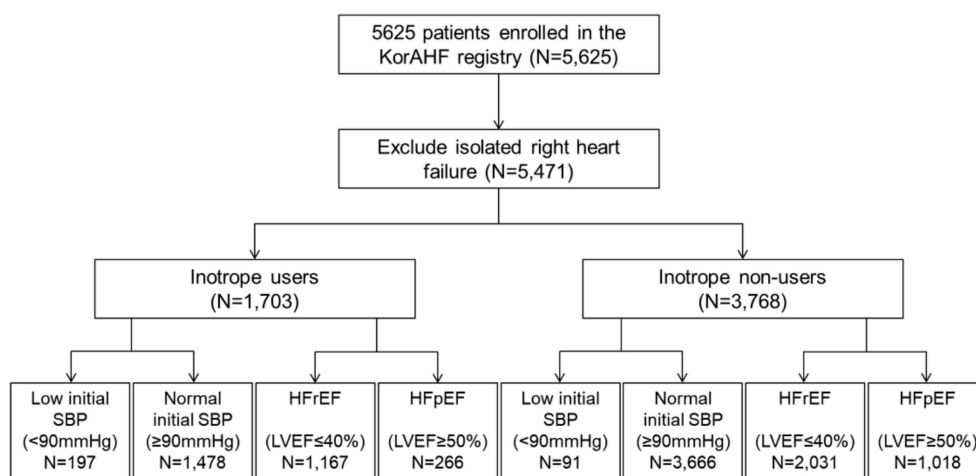 5625 patients enrolled in the
KorAHF registry (N=5,625)
Exclude isolated right heart
failure (N=5,471)
Inotrope users
(N=1,703)
Inotrope non-users
(N=3,768)
Low initial
SBP
(<90mmHg)
N=197
Normal
initial SBP
(≥90mmHg)
N=1,478
HFrEF
(LVEF≤40%)
N=1,167
HFpEF
(LVEF≥50%)
N=266
Low initial
SBP
(<90mmHg)
N=91
Normal
initial SBP
(≥90mmHg)
N=3,666
HFrEF
(LVEF≤40%)
N=2,031
HFpEF
(LVEF≥50%)
N=1,018